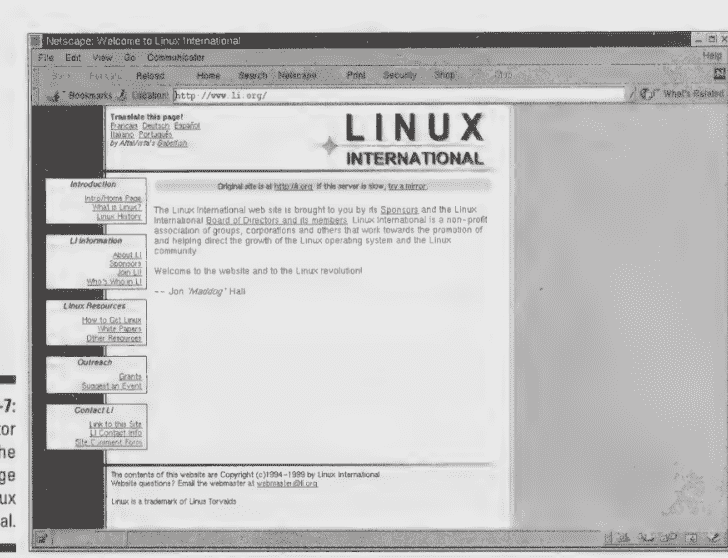 Netscape: Welcome to Linux International
File Edit View Go Communicator Help
Reload Home Search Netscape Print Security Shop Stop
Bookmarks Location: http://www.li.org/ What's Related
Translate this page!
Français Deutsch Español
Italiano Português
by AltaVista's Babelfish
LINUX
INTERNATIONAL
Original site is at http://li.org. If this server is slow, try a mirror.
Introduction
Intro/Home Page
What is Linux?
Linux History
LI Information
About LI
Sponsors
Join LI!
Who's Who in LI
Linux Resources
How to Get Linux
White Papers
Other Resources
Outreach
Grants
Suggest an Event
Contact LI
Link to this Site
LI Contact Info
Site Comment Form
The Linux International web site is brought to you by its Sponsors and the Linux
International Board of Directors and its members. Linux International is a non-profit
association of groups, corporations and others that work towards the promotion of
and helping direct the growth of the Linux operating system and the Linux
community.
Welcome to the website and to the Linux revolution!
-- Jon "Maddog" Hall
The contents of this website are Copyright (c)1994-1999 by Linux International
Website questions? Email the webmaster at webmaster@li.org
Linux is a trademark of Linus Torvalds
-7:
tor
he
ge
ux
al.